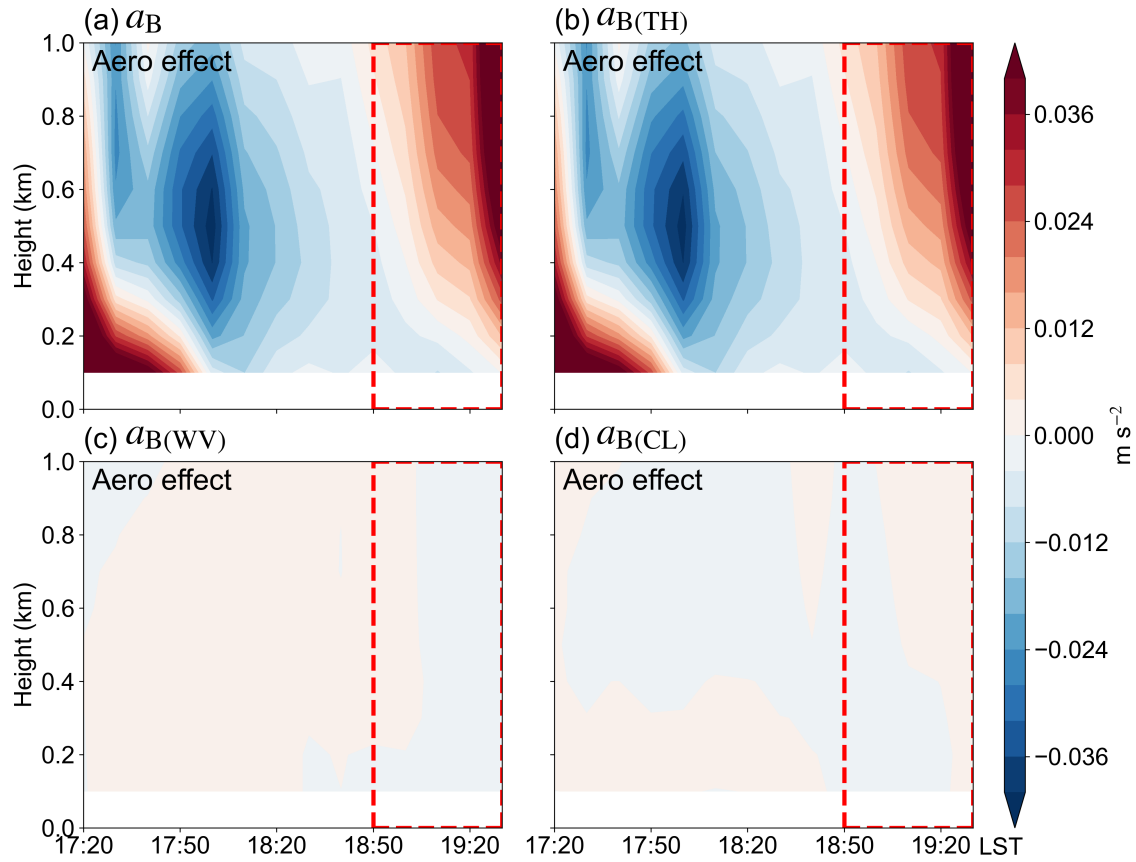 (a) aB
(b) aB(TH)
Aero effect
Aero effect
1.0
0.8
0.6
0.4
0.2
0.0
Height (km)
(c) aB(WV)
(d) aB(CL)
Aero effect
Aero effect
1.0
0.8
0.6
0.4
0.2
0.0
Height (km)
17:20
17:50
18:20
18:50
19:20
17:20
17:50
18:20
18:50
19:20
LST
0.036
0.024
0.012
0.000
−0.012
−0.024
−0.036
m s−2